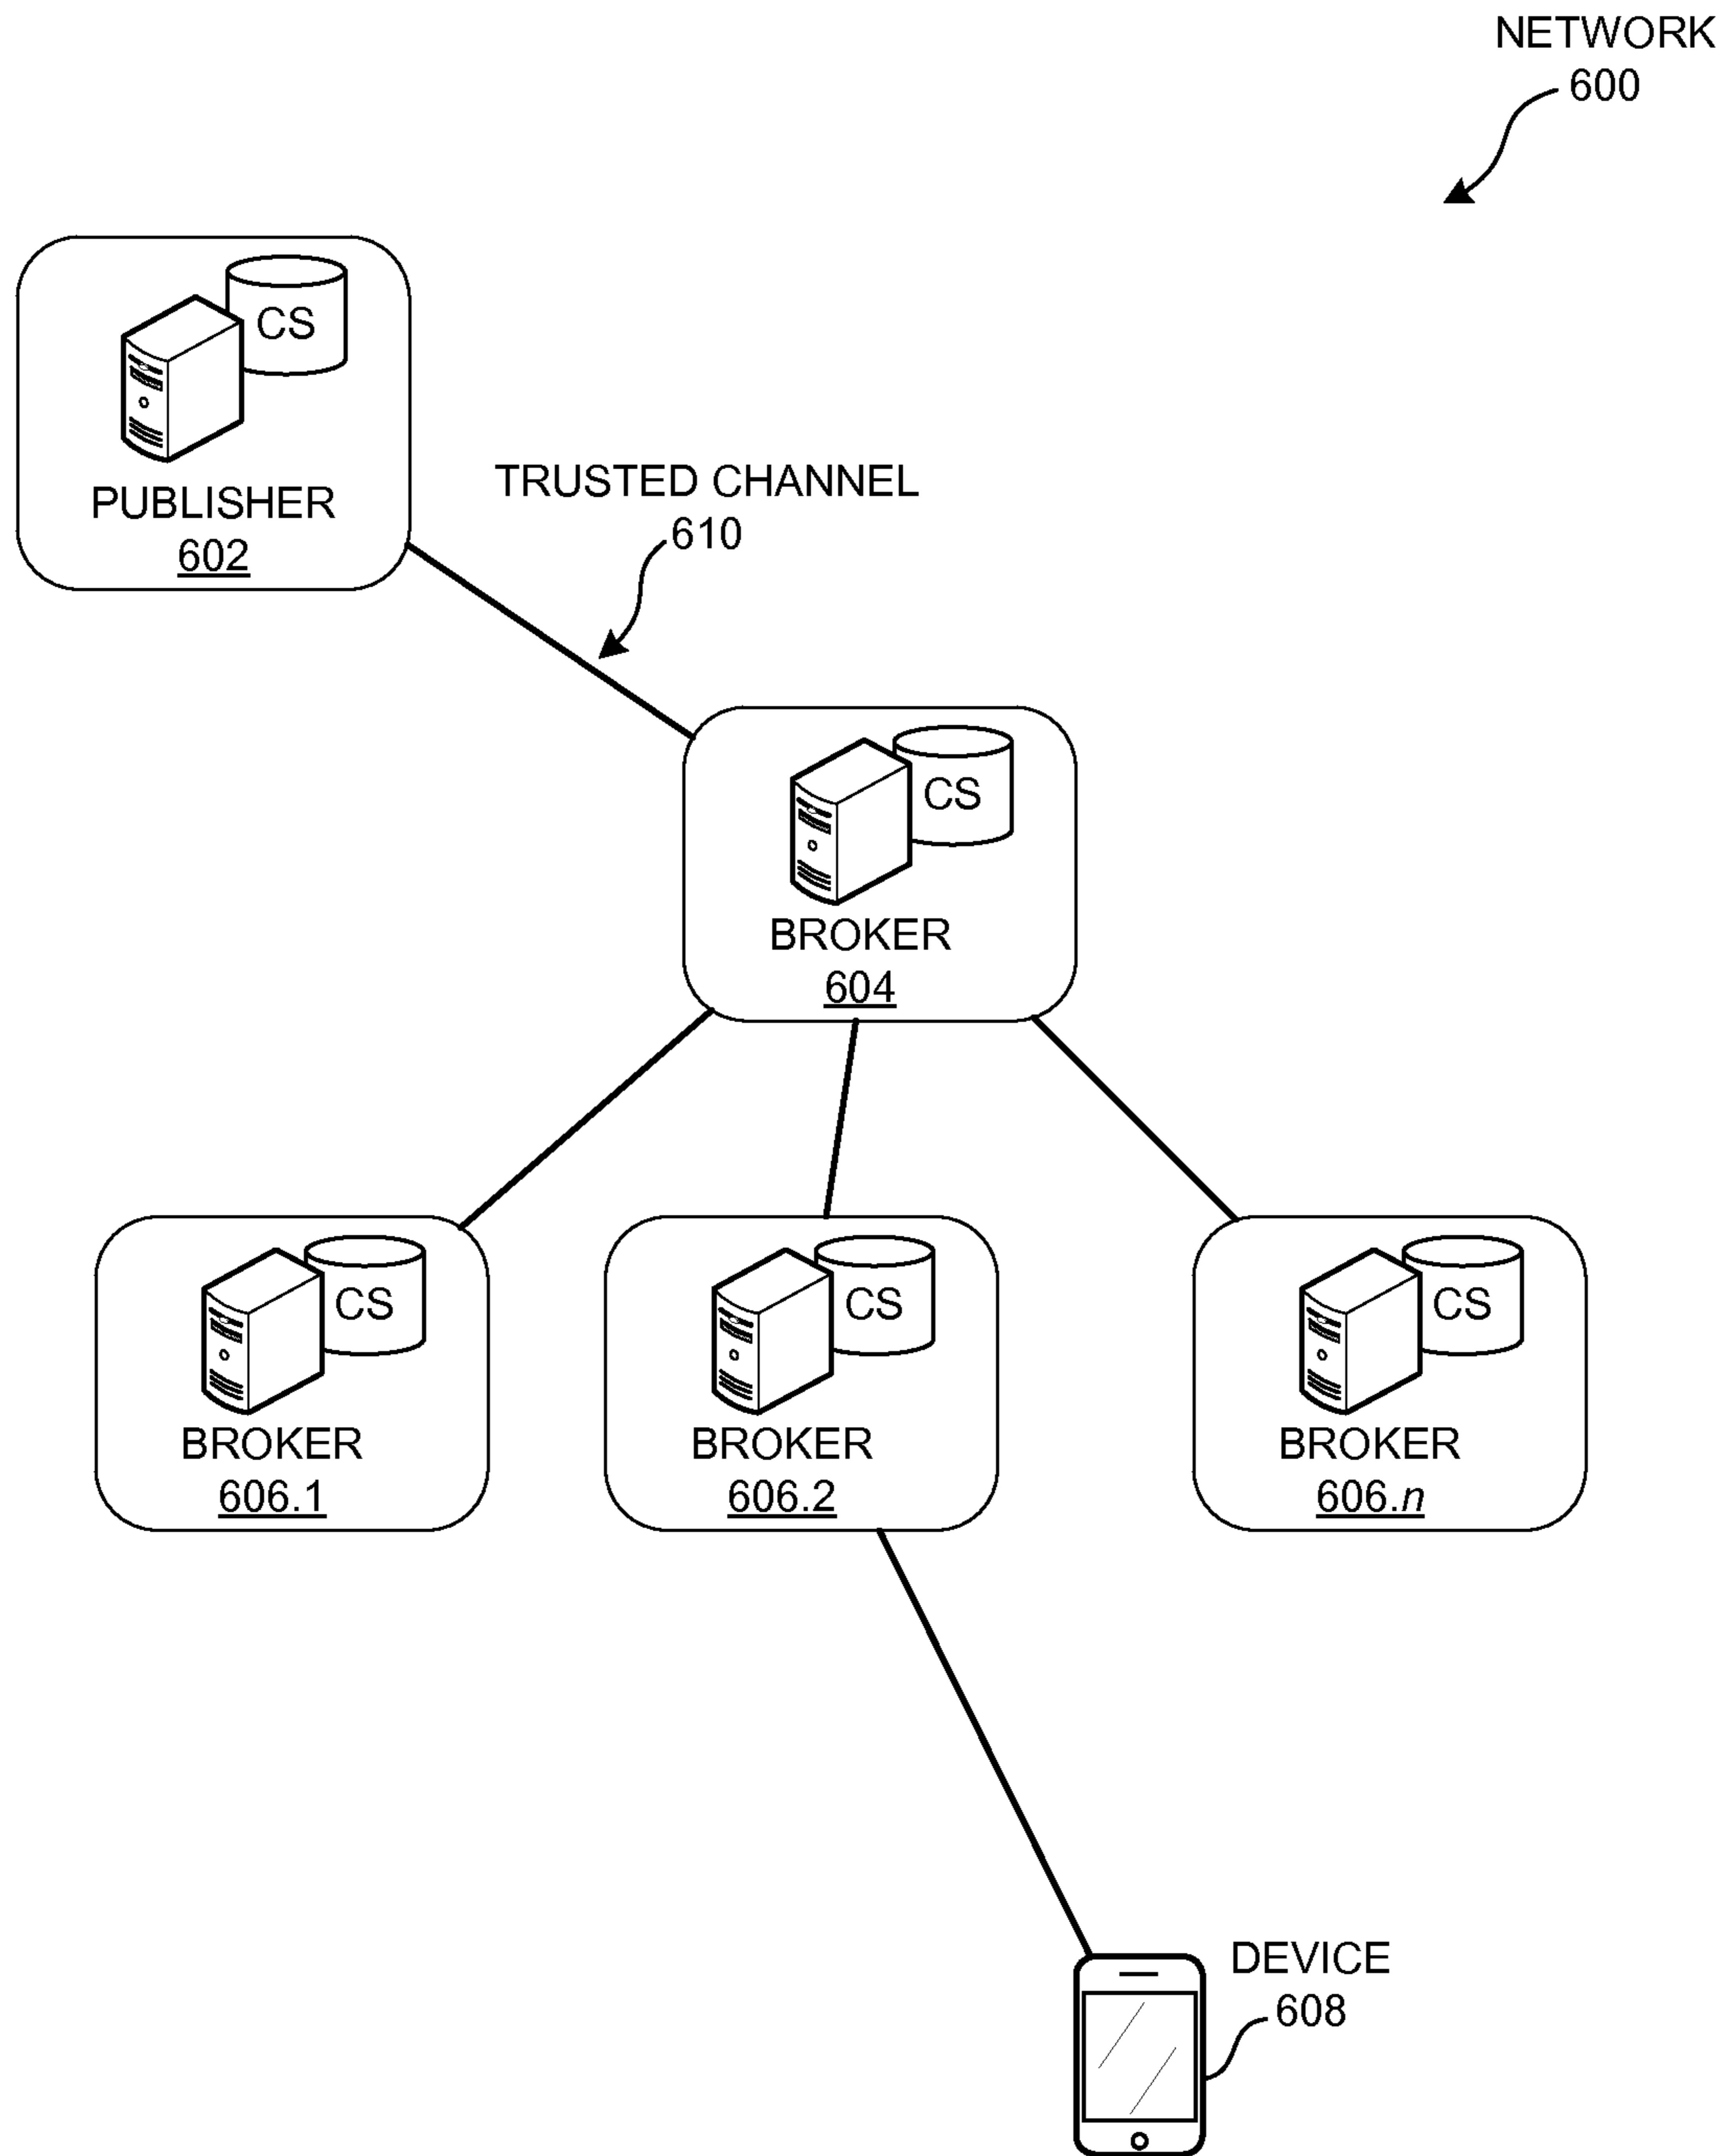 NETWORK
600
CS
PUBLISHER
602
TRUSTED CHANNEL
610
CS
BROKER
604
CS
BROKER
606.1
CS
BROKER
606.2
CS
BROKER
606.n
DEVICE
608